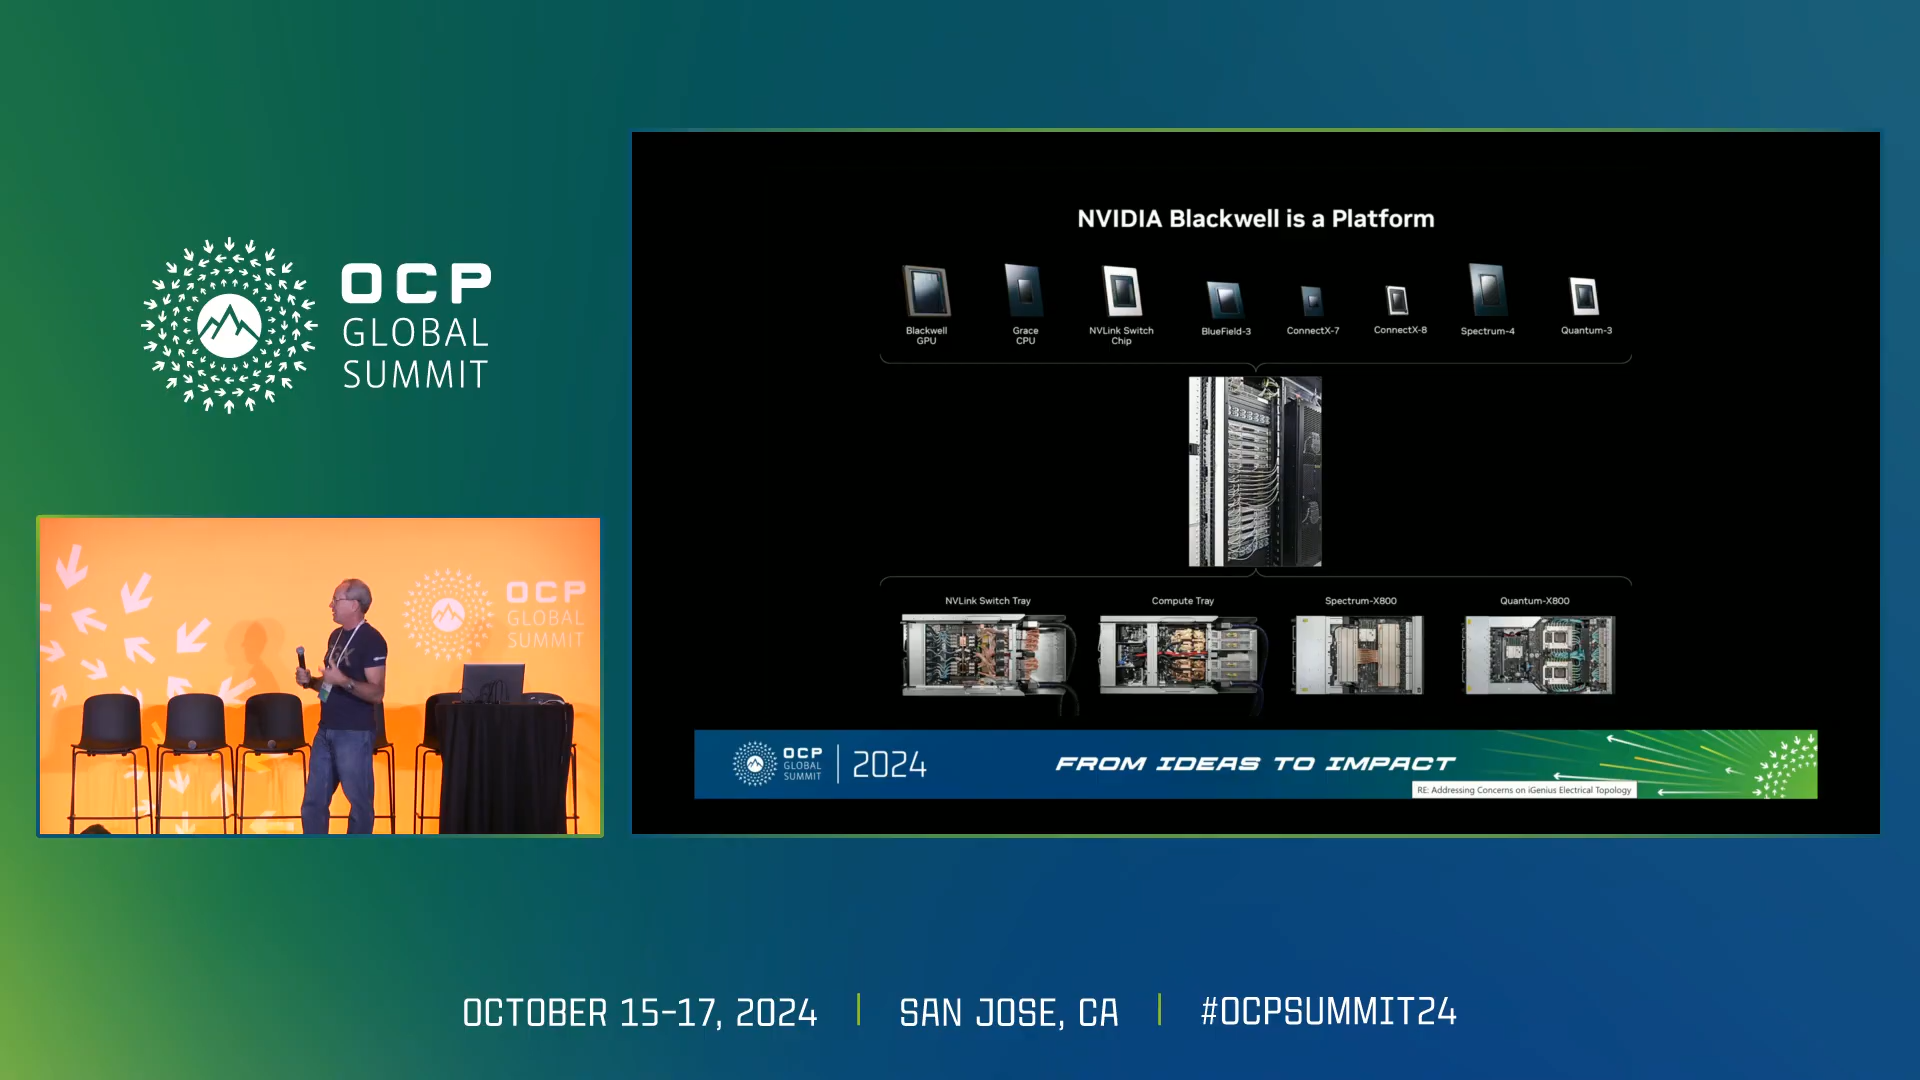 OCP
GLOBAL
SUMMIT
NVIDIA Blackwell is a Platform
Blackwell
GPU
Grace
CPU
NVLink Switch
Chip
BlueField-3
ConnectX-7
ConnectX-8
Spectrum-4
Quantum-3
NVLink Switch Tray
Compute Tray
Spectrum-X800
Quantum-X800
OCP
GLOBAL
SUMMIT
2024
FROM IDEAS TO IMPACT
RE: Addressing Concerns on iGenius Electrical Topology
OCP
GLOBAL
SUMMIT
OCTOBER 15-17, 2024
SAN JOSE, CA
#OCPSUMMIT24